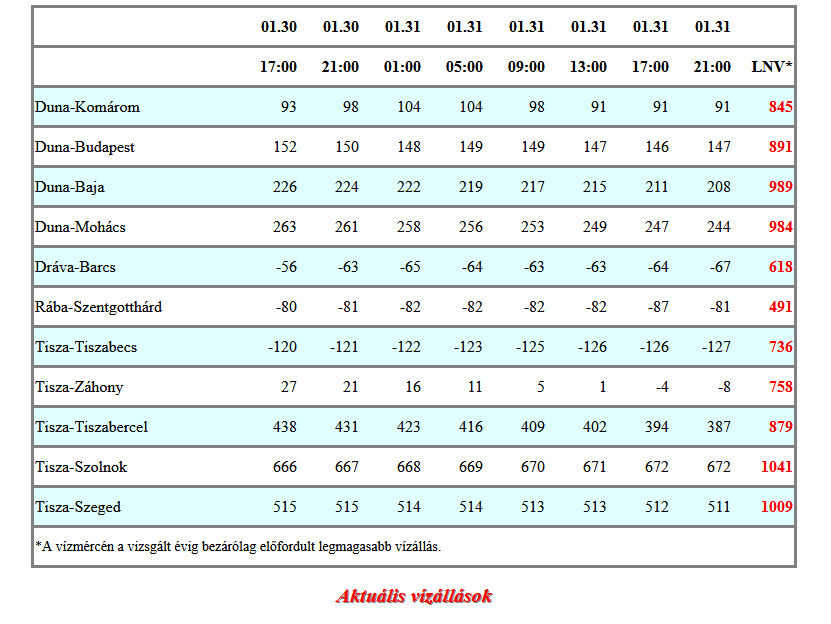 01.30 01.30 01.31 01.31 01.31 01.31 01.31 01.31
17:00 21:00 01:00 05:00 09:00 13:00 17:00 21:00 LNV*
Duna-Komárom 93 98 104 104 98 91 91 91 845
Duna-Budapest 152 150 148 149 149 147 146 147 891
Duna-Baja 226 224 222 219 217 215 211 208 989
Duna-Mohács 263 261 258 256 253 249 247 244 984
Dráva-Barcs -56 -63 -65 -64 -63 -63 -64 -67 618
Rába-Szentgotthárd -80 -81 -82 -82 -82 -82 -87 -81 491
Tisza-Tiszabecs -120 -121 -122 -123 -125 -126 -126 -127 736
Tisza-Záhony 27 21 16 11 5 1 -4 -8 758
Tisza-Tiszabercel 438 431 423 416 409 402 394 387 879
Tisza-Szolnok 666 667 668 669 670 671 672 672 1041
Tisza-Szeged 515 515 514 514 513 513 512 511 1009
*A vízmércén a vizsgált évig bezárólag előfordult legmagasabb vízállás.
Aktuális vízállások